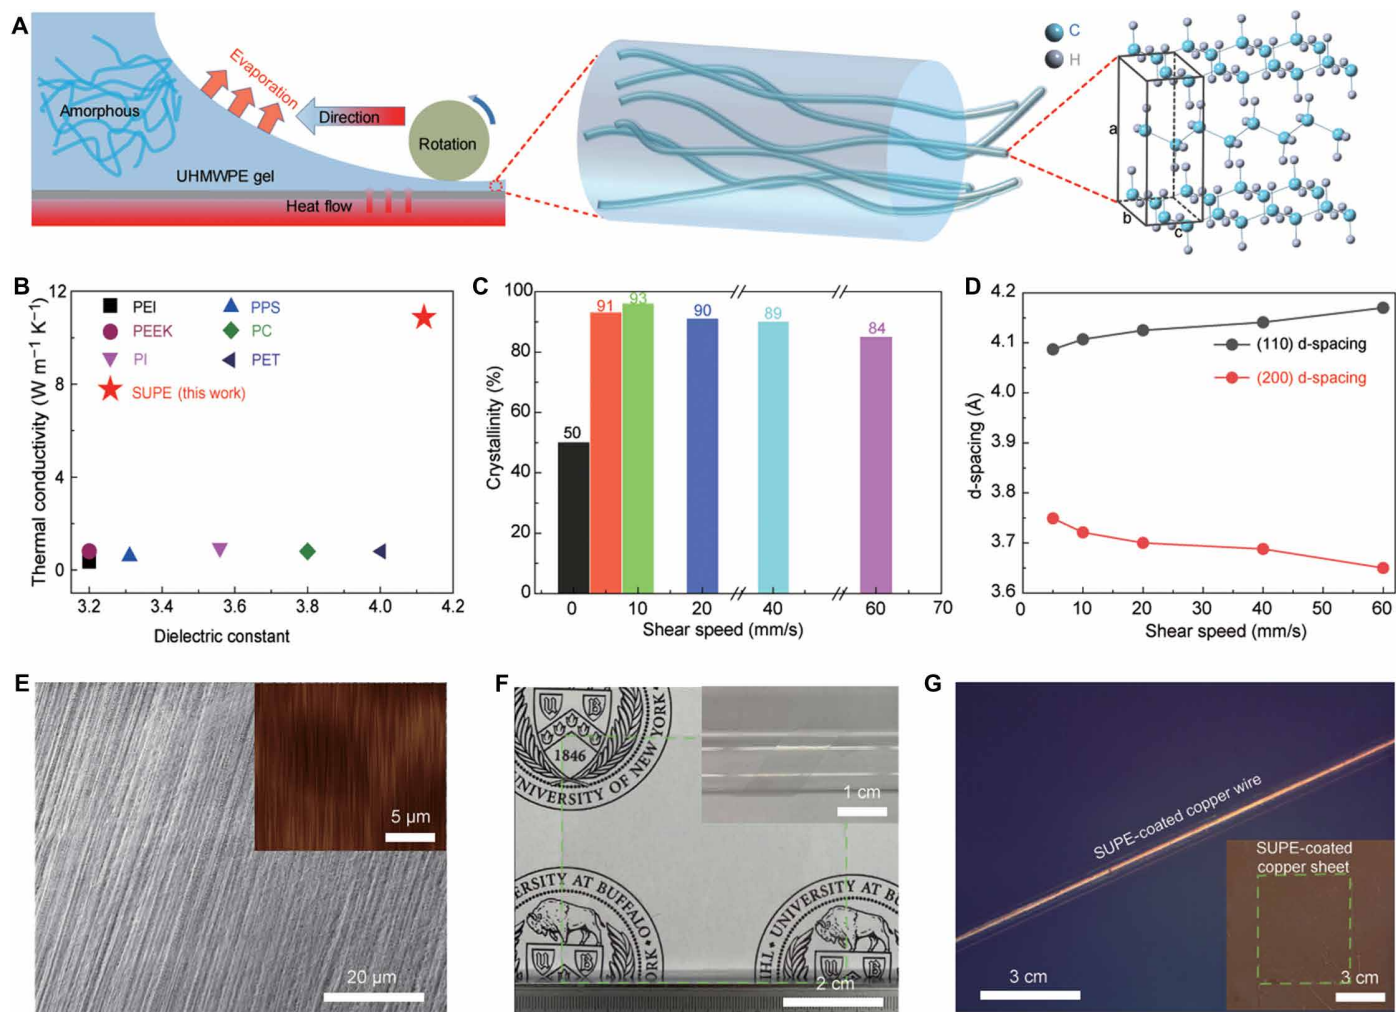 A
Amorphous
Evaporation
Direction
Rotation
UHMWPE gel
Heat flow
C
H
a
b
c
B
Thermal conductivity (W m−1 K−1)
12
8
4
0
PEI
PPS
PEEK
PC
PI
PET
SUPE (this work)
3.2 3.4 3.6 3.8 4.0 4.2
Dielectric constant
C
Crystallinity (%)
100
80
60
40
20
0
50
91
93
90
89
84
0 10 20 40 60 70
Shear speed (mm/s)
D
d-spacing (Å)
4.2
4.1
4.0
3.9
3.8
3.7
3.6
(110) d-spacing
(200) d-spacing
0 10 20 30 40 50 60
Shear speed (mm/s)
E
5 µm
20 µm
F
1846
UNIVERSITY OF NEW YORK
1 cm
ERSITY AT BUFFALO
YORK
THI
UNIVERSITY AT BU
2 cm
G
SUPE-coated copper wire
SUPE-coated
copper sheet
3 cm
3 cm